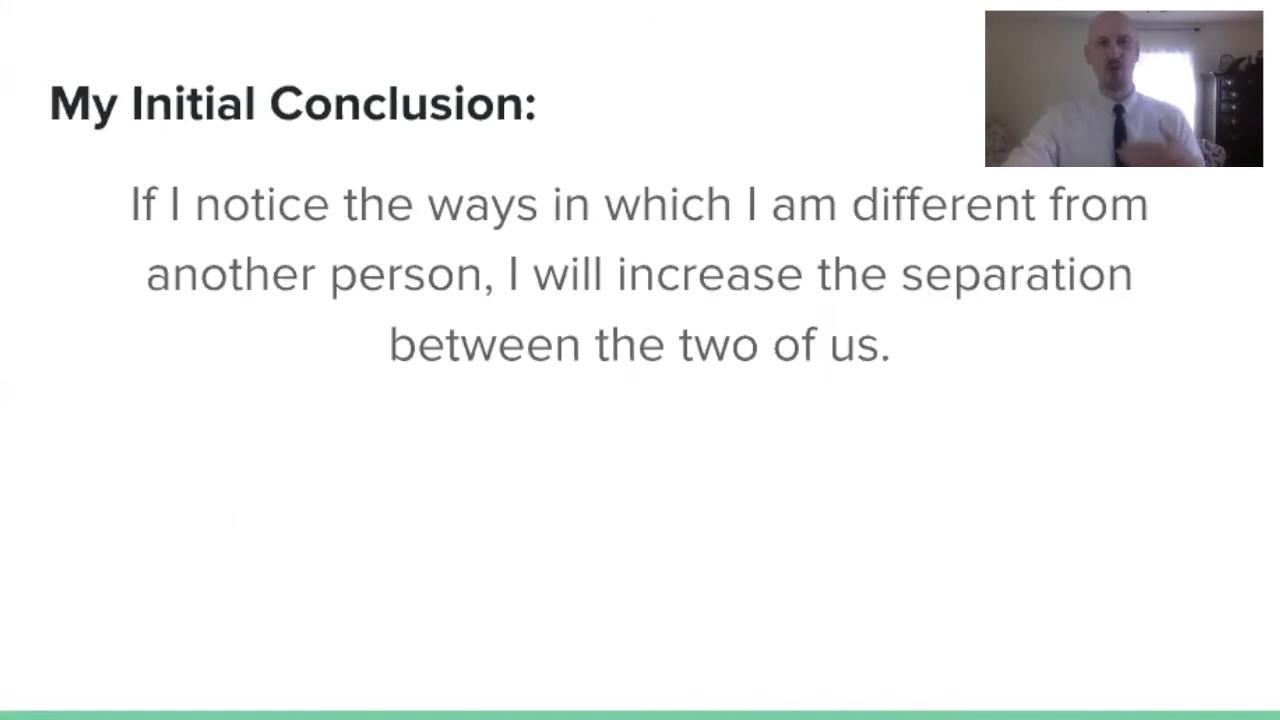 My Initial Conclusion:
If I notice the ways in which I am different from
another person, I will increase the separation
between the two of us.